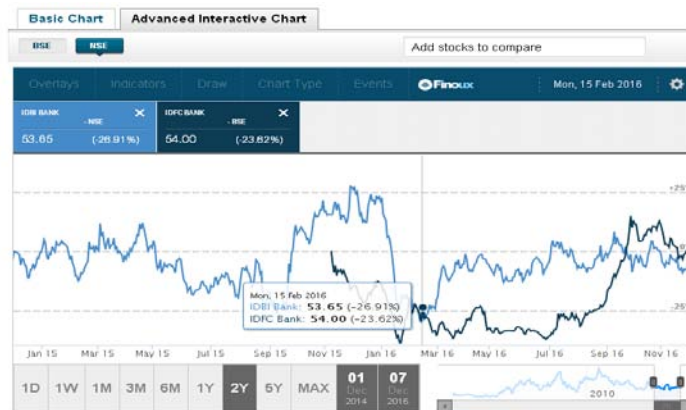 Basic Chart Advanced Interactive Chart
BSE NSE Add stocks to compare
Overlays Indicators Draw Chart Type Events Finoux Mon, 15 Feb 2016
IDBI BANK - NSE X IDFC BANK - BSE X
53.65 (-26.91%) 54.00 (-23.62%)
Mon, 15 Feb 2016
IDBI Bank: 53.65 (-26.91%)
IDFC Bank: 54.00 (-23.62%)
Jan 15 Mar 15 May 15 Jul 15 Sep 15 Nov 15 Jan 16 Mar 16 May 16 Jul 16 Sep 16 Nov 16
1D 1W 1M 3M 6M 1Y 2Y 5Y MAX 01 Dec 2014 07 Dec 2016
2010